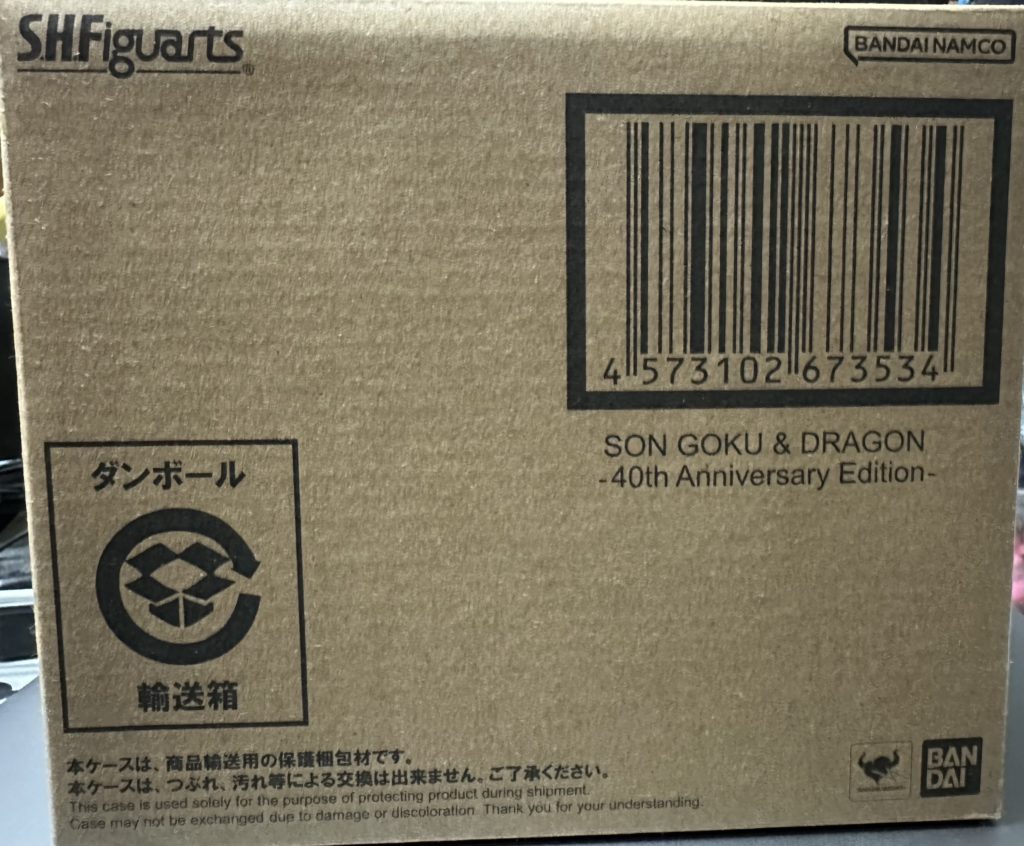 S.H.Figuarts®
BANDAI NAMCO
4 573102 673534
SON GOKU & DRAGON
-40th Anniversary Edition-
ダンボール
輸送箱
本ケースは、商品輸送用の保護梱包材です。
本ケースは、つぶれ、汚れ等による交換は出来ません。ご了承ください。
This case is used solely for the purpose of protecting product during shipment.
Case may not be exchanged due to damage or discoloration. Thank you for your understanding.
BAN
DAI